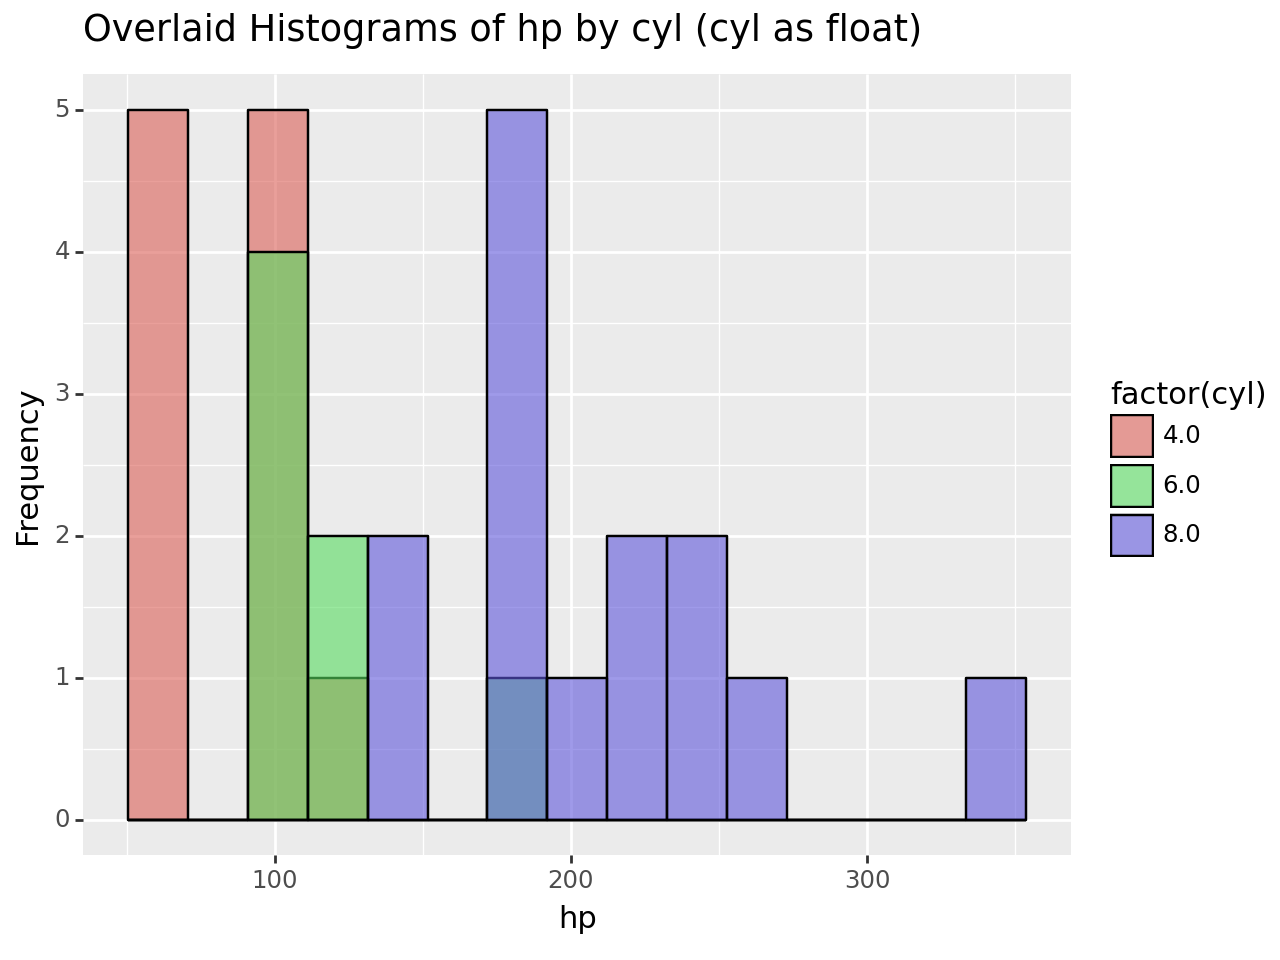 Overlaid Histograms of hp by cyl (cyl as float)
5
4
3
2
1
0
Frequency
100 200 300
hp
factor(cyl)
4.0
6.0
8.0